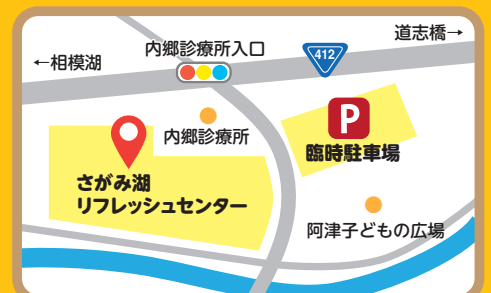 道志橋→
内郷診療所入口
412
←相模湖
P
内郷診療所
臨時駐車場
さがみ湖
リフレッシュセンター
阿津子どもの広場